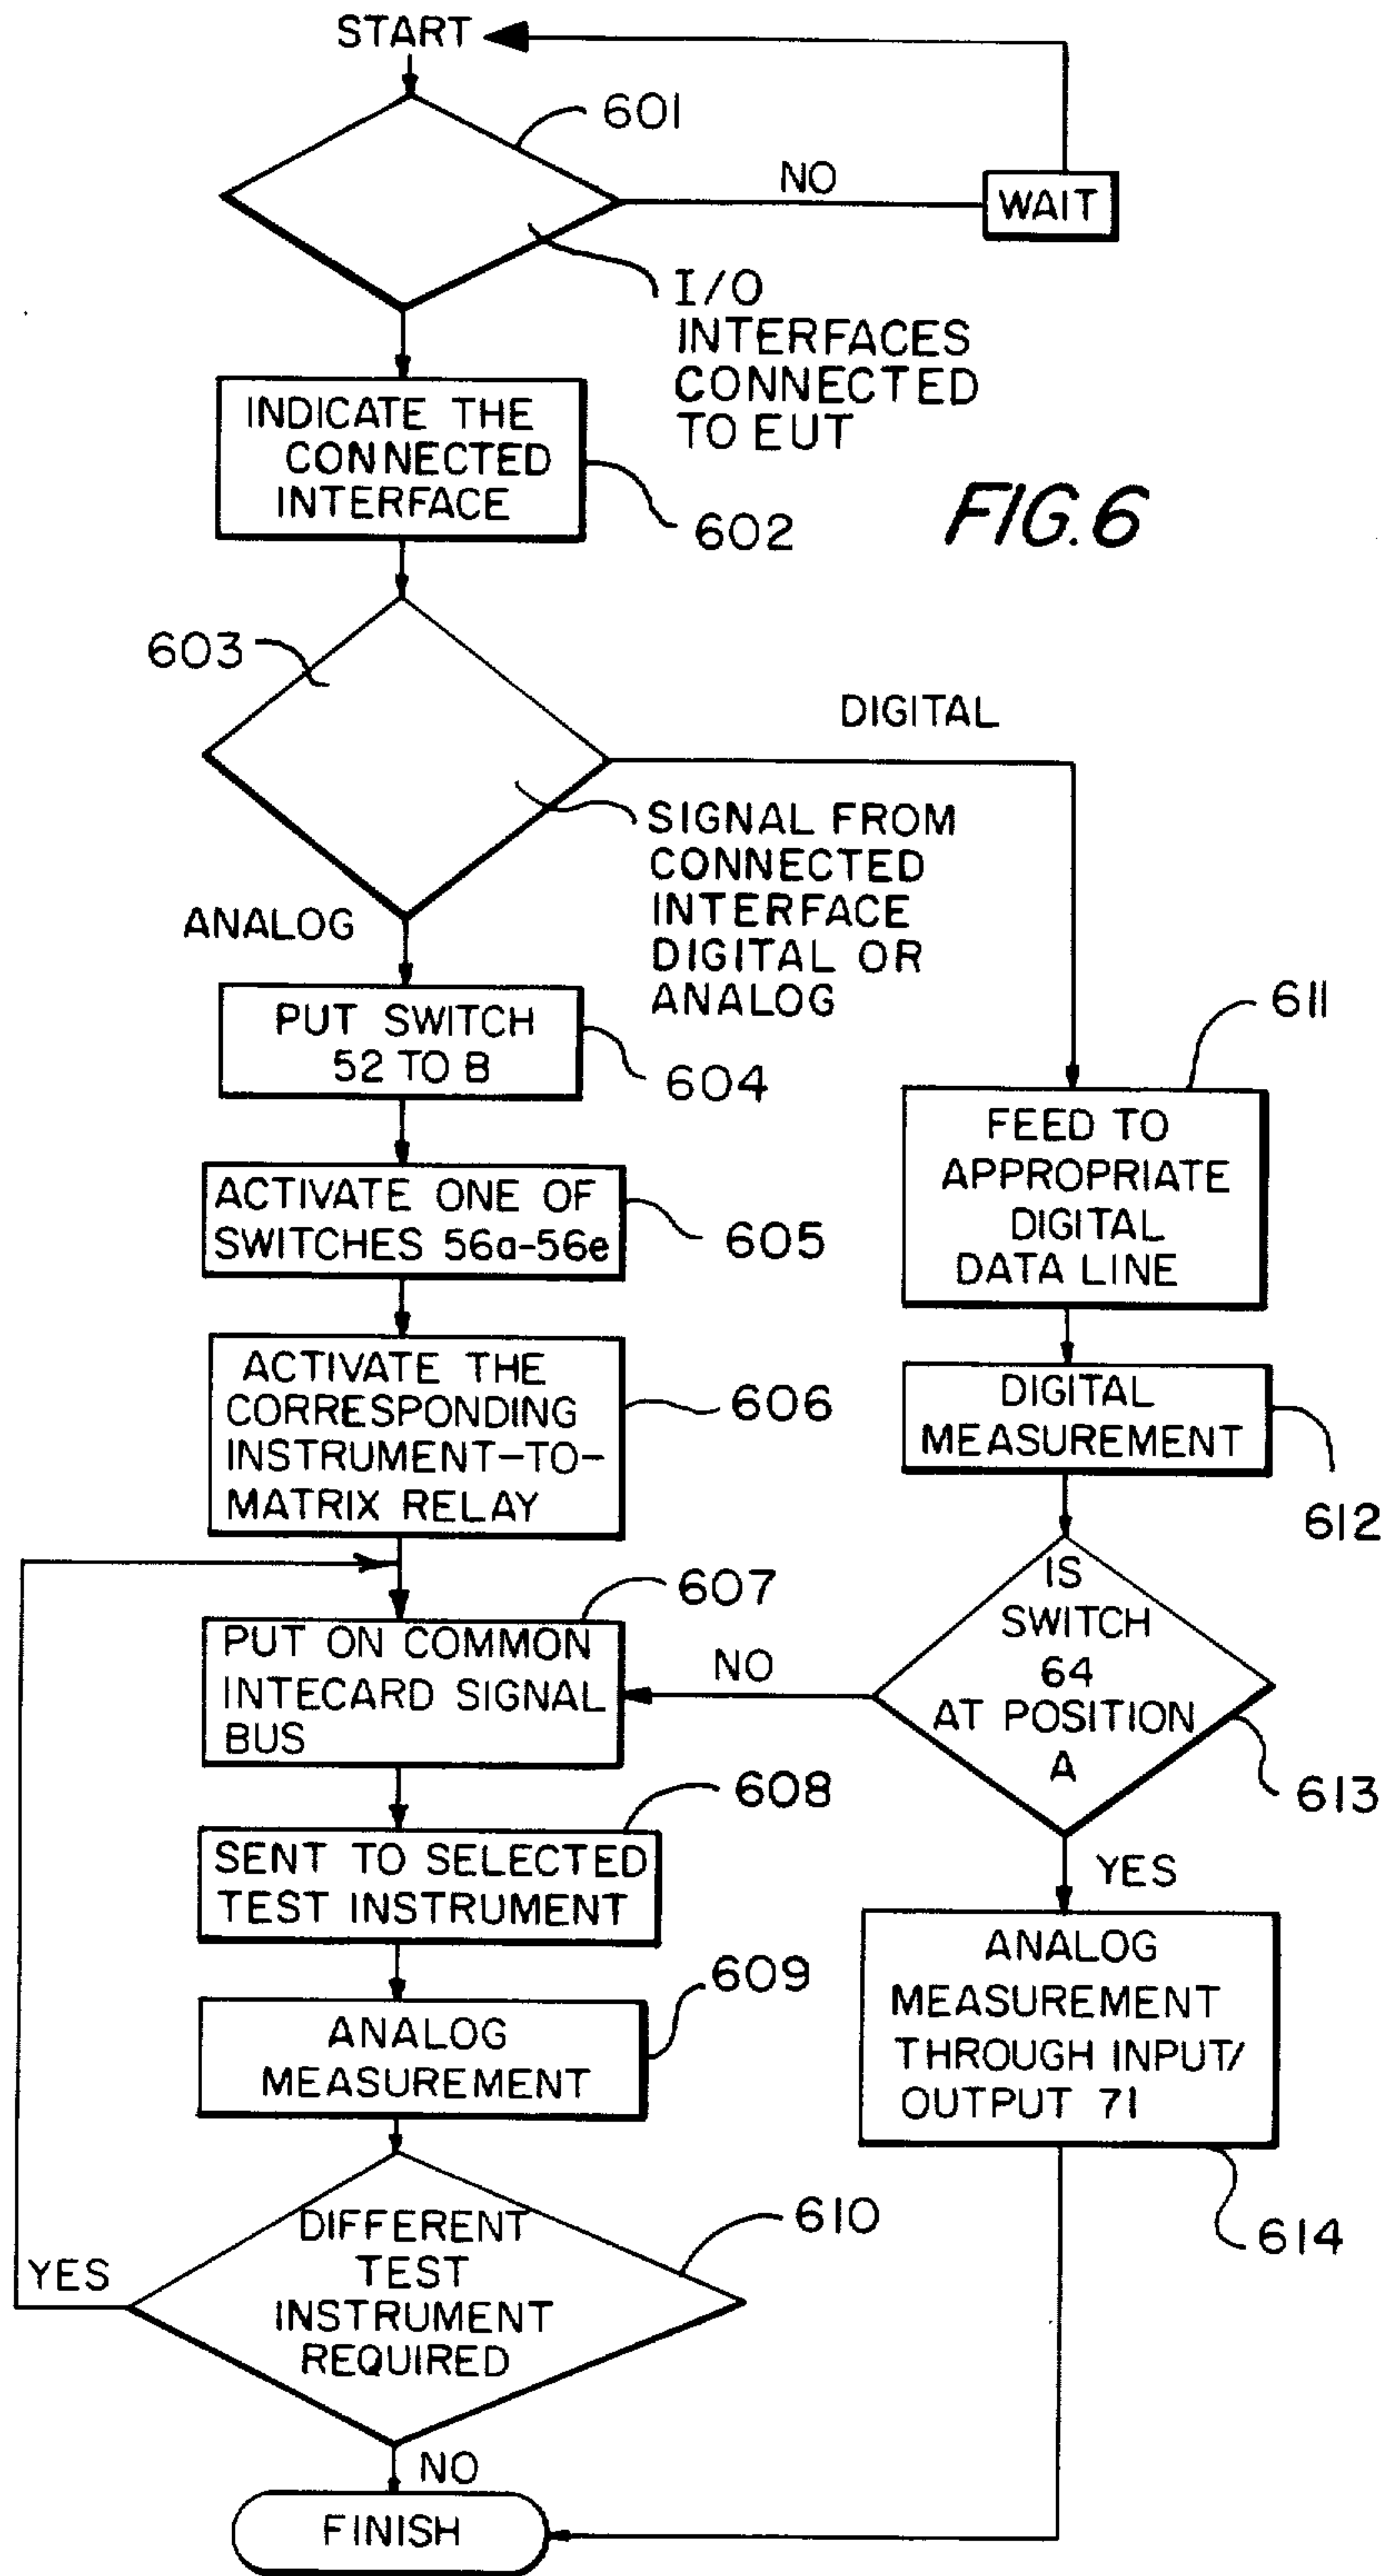 START
601
NO
WAIT
I/O
INTERFACES
CONNECTED
TO EUT
INDICATE THE
CONNECTED
INTERFACE
602
FIG.6
603
DIGITAL
SIGNAL FROM
CONNECTED
INTERFACE
DIGITAL OR
ANALOG
ANALOG
PUT SWITCH
52 TO B
604
611
FEED TO
APPROPRIATE
DIGITAL
DATA LINE
ACTIVATE ONE OF
SWITCHES 56a-56e
605
ACTIVATE THE
CORRESPONDING
INSTRUMENT-TO-
MATRIX RELAY
606
DIGITAL
MEASUREMENT
612
IS
SWITCH
64
AT POSITION
A
613
NO
607
PUT ON COMMON
INTECARD SIGNAL
BUS
608
SENT TO SELECTED
TEST INSTRUMENT
YES
609
ANALOG
MEASUREMENT
ANALOG
MEASUREMENT
THROUGH INPUT/
OUTPUT 71
614
610
DIFFERENT
TEST
INSTRUMENT
REQUIRED
YES
NO
FINISH